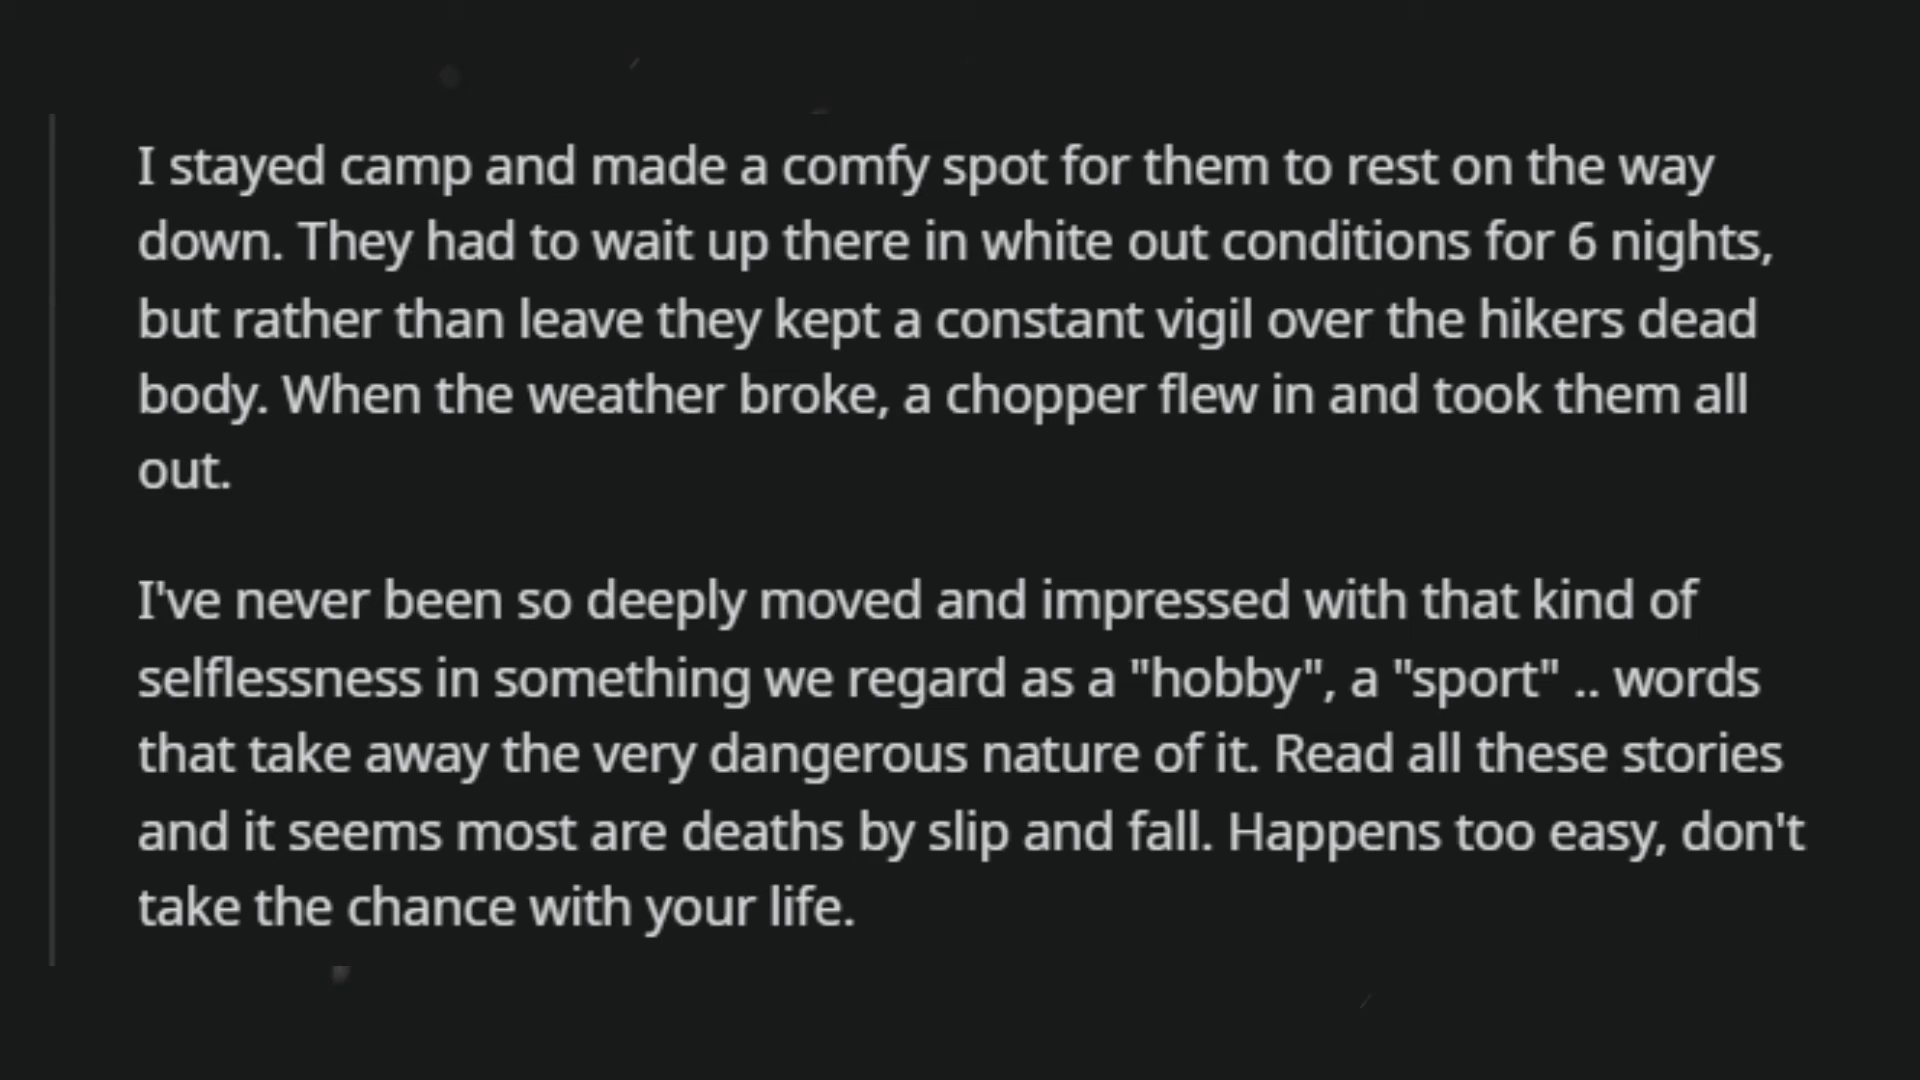 I stayed camp and made a comfy spot for them to rest on the way
down. They had to wait up there in white out conditions for 6 nights,
but rather than leave they kept a constant vigil over the hikers dead
body. When the weather broke, a chopper flew in and took them all
out.
I've never been so deeply moved and impressed with that kind of
selflessness in something we regard as a "hobby", a "sport" .. words
that take away the very dangerous nature of it. Read all these stories
and it seems most are deaths by slip and fall. Happens too easy, don't
take the chance with your life.